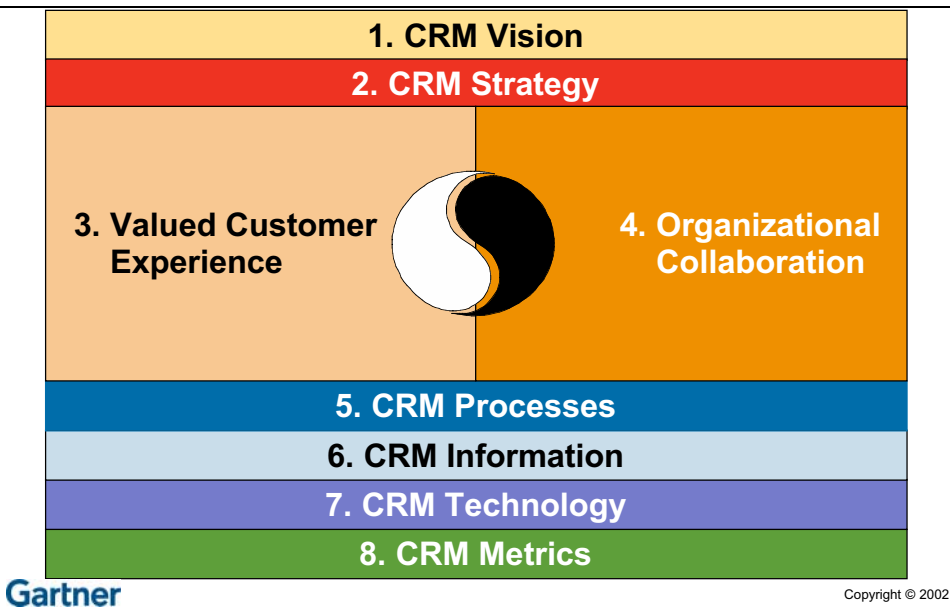 1. CRM Vision
2. CRM Strategy
3. Valued Customer
Experience
4. Organizational
Collaboration
5. CRM Processes
6. CRM Information
7. CRM Technology
8. CRM Metrics
Gartner
Copyright © 2002